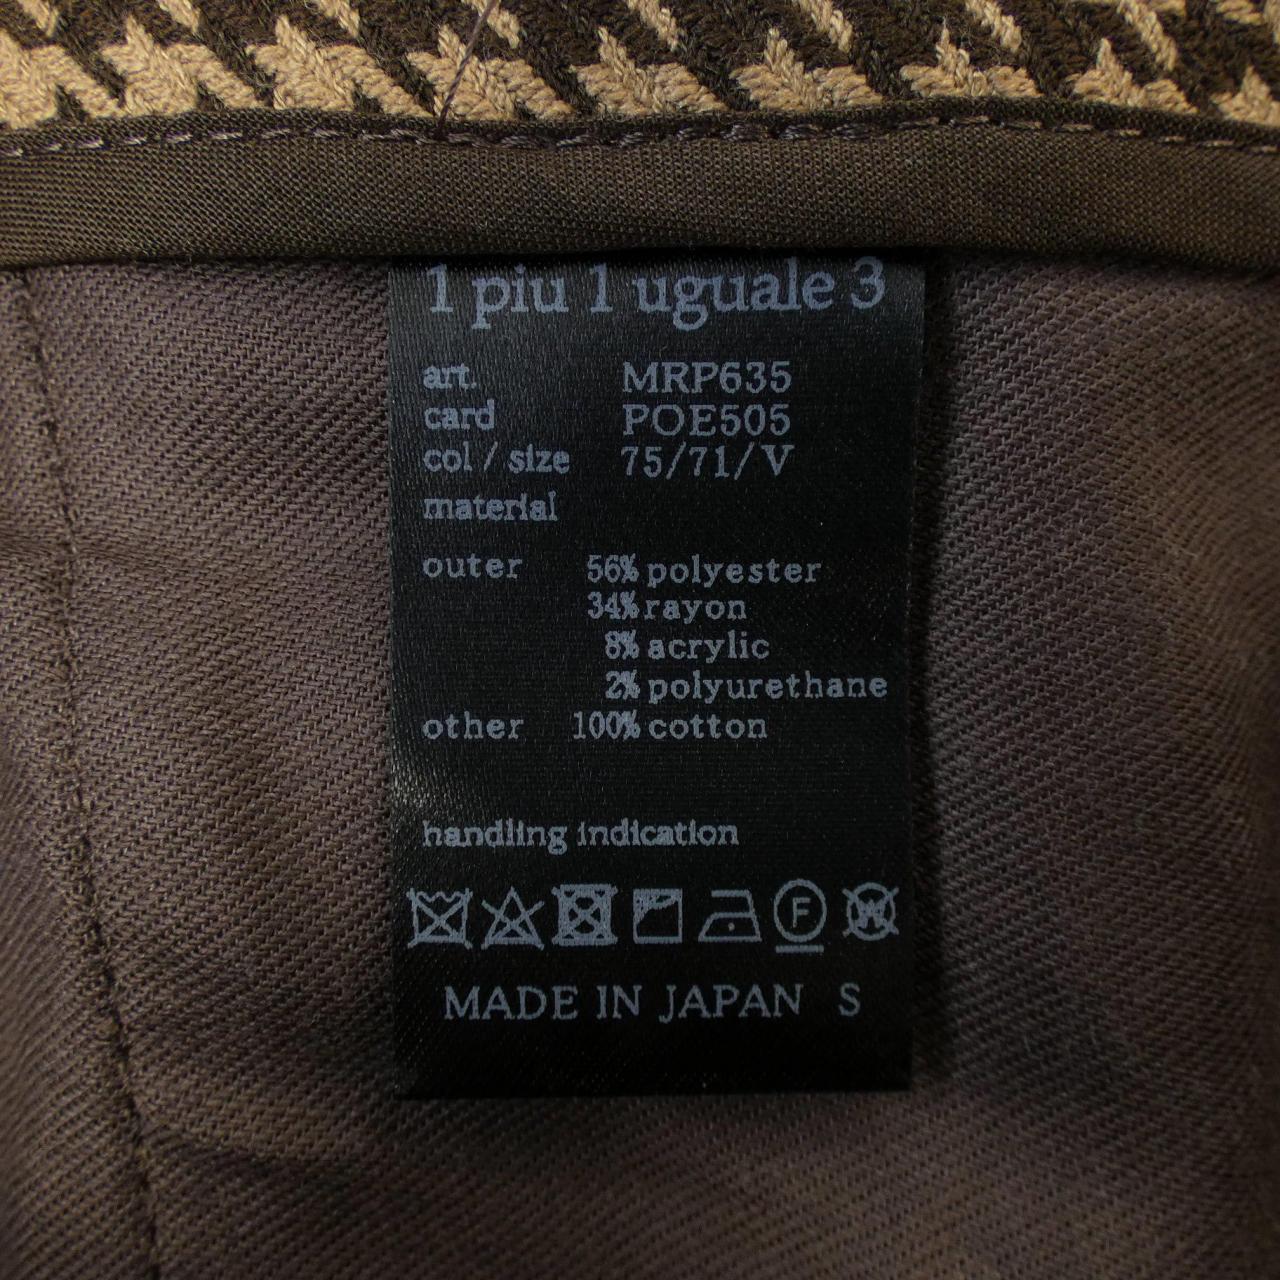 1 piu 1 uguale 3
art. MRP635
card POE505
col / size 75/71/V
material
outer 56% polyester
34% rayon
8% acrylic
2% polyurethane
other 100% cotton
handling indication
F W
MADE IN JAPAN S